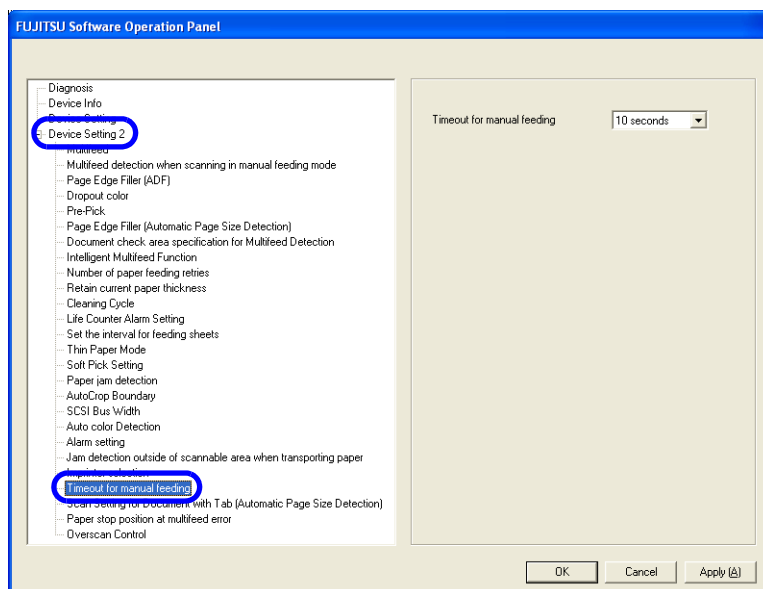 FUJITSU Software Operation Panel
Diagnosis
Device Info
Device Setting
Device Setting 2
Multifeed
Multifeed detection when scanning in manual feeding mode
Page Edge Filler (ADF)
Dropout color
Pre-Pick
Page Edge Filler (Automatic Page Size Detection)
Document check area specification for Multifeed Detection
Intelligent Multifeed Function
Number of paper feeding retries
Retain current paper thickness
Cleaning Cycle
Life Counter Alarm Setting
Set the interval for feeding sheets
Thin Paper Mode
Soft Pick Setting
Paper jam detection
AutoCrop Boundary
SCSI Bus Width
Auto color Detection
Alarm setting
Jam detection outside of scannable area when transporting paper
Imprinter selection
Timeout for manual feeding
Scan Setting for Document with Tab (Automatic Page Size Detection)
Paper stop position at multifeed error
Overscan Control
Timeout for manual feeding 10 seconds
OK Cancel Apply (A)